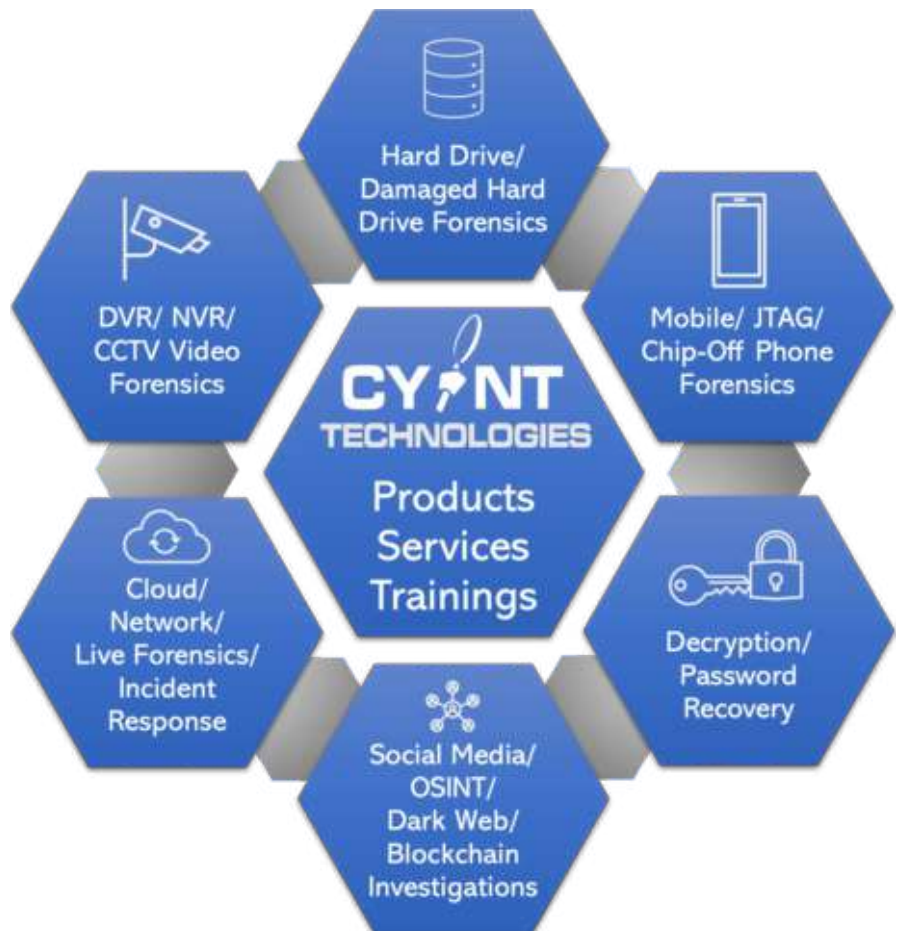 Hard Drive/
Damaged Hard
Drive Forensics
DVR/ NVR/
CCTV Video
Forensics
Mobile/ JTAG/
Chip-Off Phone
Forensics
CYINT
TECHNOLOGIES
Products
Services
Trainings
Cloud/
Network/
Live Forensics/
Incident
Response
Decryption/
Password
Recovery
Social Media/
OSINT/
Dark Web/
Blockchain
Investigations